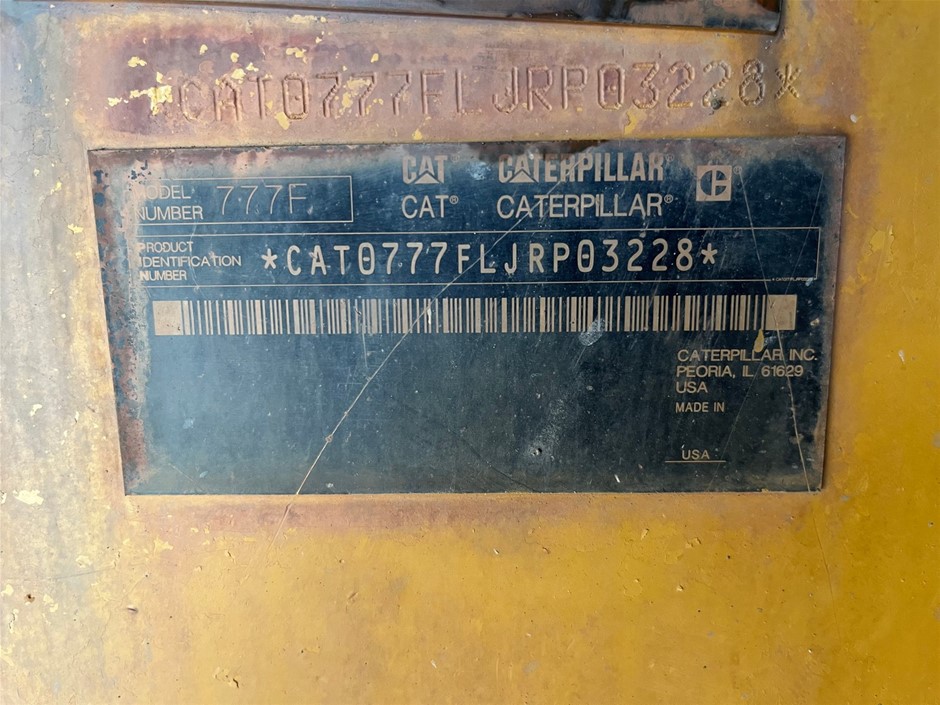 *CAT0777FLJRP03228*
CAT CATERPILLAR
MODEL NUMBER 777F
CAT® CATERPILLAR®
PRODUCT IDENTIFICATION NUMBER *CAT0777FLJRP03228*
CATERPILLAR INC.
PEORIA, IL 61629
USA
MADE IN
USA